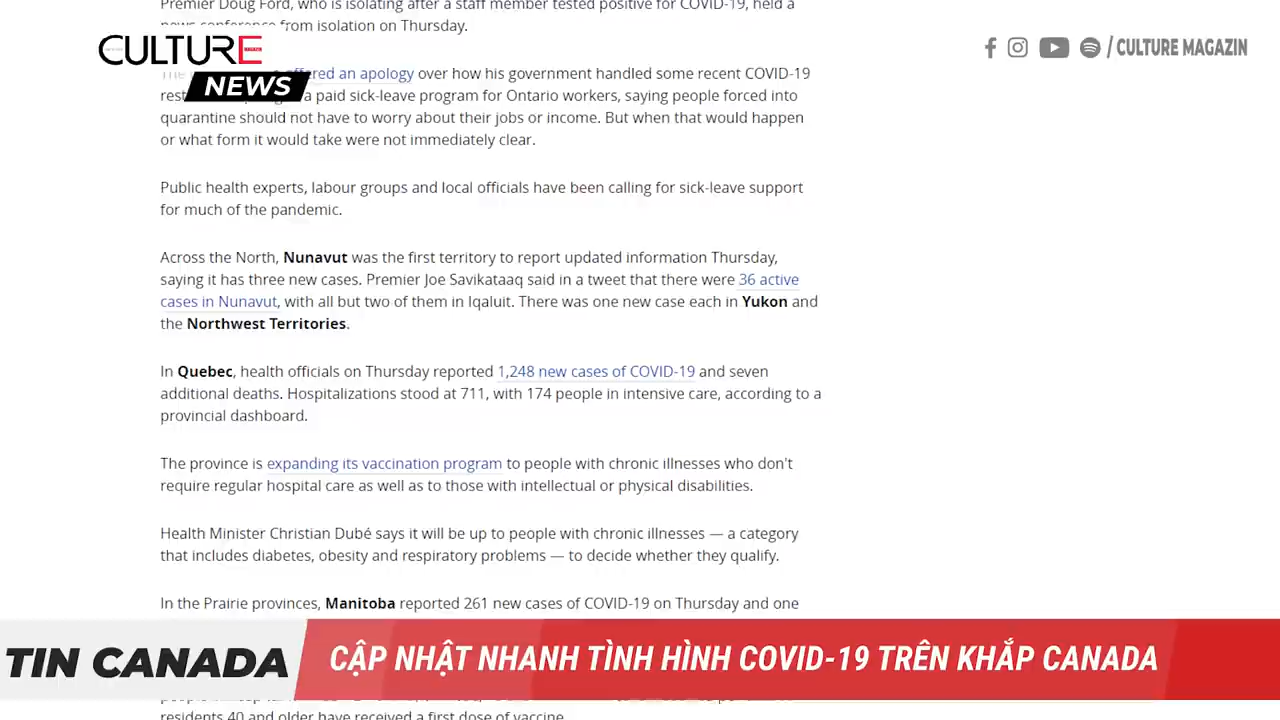 Premier Doug Ford, who is isolating after a staff member tested positive for COVID-19, held a
news conference from isolation on Thursday.
CULTURE
NEWS
/ CULTURE MAGAZIN
offered an apology over how his government handled some recent COVID-19
a paid sick-leave program for Ontario workers, saying people forced into
quarantine should not have to worry about their jobs or income. But when that would happen
or what form it would take were not immediately clear.
Public health experts, labour groups and local officials have been calling for sick-leave support
for much of the pandemic.
Across the North, Nunavut was the first territory to report updated information Thursday,
saying it has three new cases. Premier Joe Savikataaq said in a tweet that there were 36 active
cases in Nunavut, with all but two of them in Iqaluit. There was one new case each in Yukon and
the Northwest Territories.
In Quebec, health officials on Thursday reported 1,248 new cases of COVID-19 and seven
additional deaths. Hospitalizations stood at 711, with 174 people in intensive care, according to a
provincial dashboard.
The province is expanding its vaccination program to people with chronic illnesses who don't
require regular hospital care as well as to those with intellectual or physical disabilities.
Health Minister Christian Dubé says it will be up to people with chronic illnesses — a category
that includes diabetes, obesity and respiratory problems — to decide whether they qualify.
In the Prairie provinces, Manitoba reported 261 new cases of COVID-19 on Thursday and one
TIN CANADA
CẬP NHẬT NHANH TÌNH HÌNH COVID-19 TRÊN KHẮP CANADA
residents 40 and older have received a first dose of vaccine.